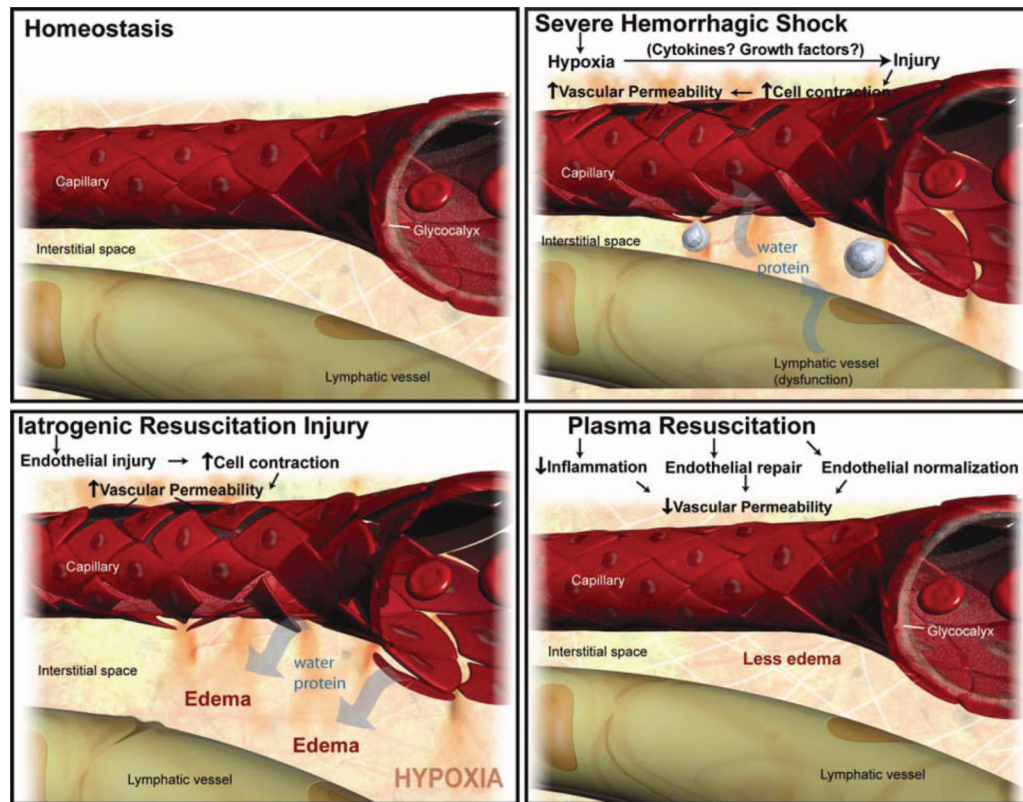 Homeostasis
Capillary
Glycocalyx
Interstitial space
Lymphatic vessel
Severe Hemorrhagic Shock
(Cytokines? Growth factors?)
Hypoxia
Injury
↑Vascular Permeability ← ↑Cell contraction
Capillary
Interstitial space
water
protein
Lymphatic vessel
(dysfunction)
Iatrogenic Resuscitation Injury
Endothelial injury → ↑Cell contraction
↑Vascular Permeability
Capillary
Interstitial space
water
protein
Edema
Edema
Lymphatic vessel
HYPOXIA
Plasma Resuscitation
↓Inflammation Endothelial repair Endothelial normalization
↓Vascular Permeability
Capillary
Glycocalyx
Interstitial space
Less edema
Lymphatic vessel